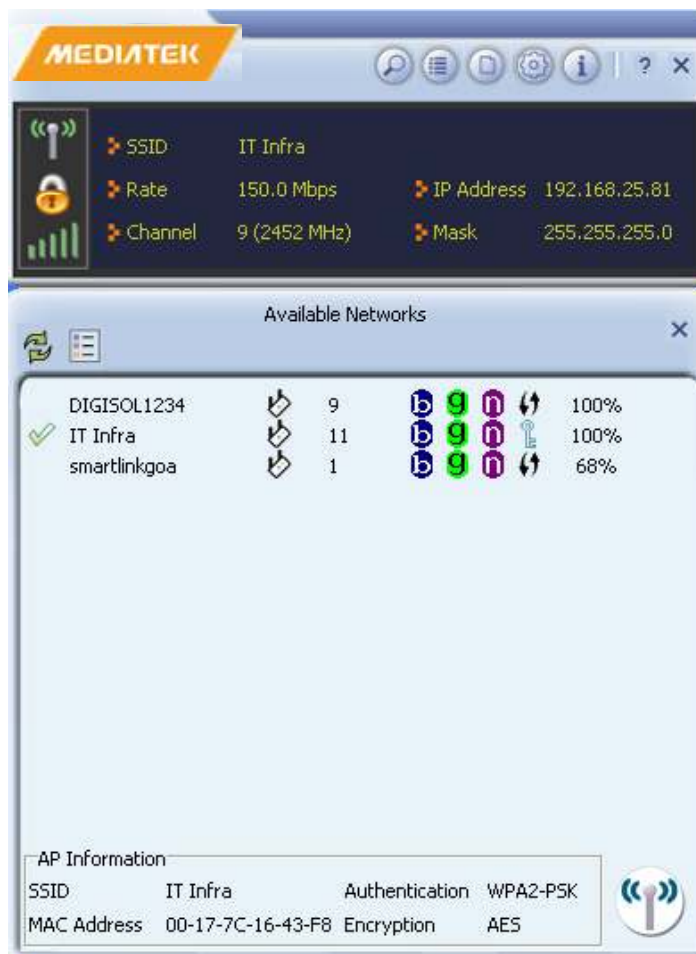 MEDIATEK
i ? ×
SSID IT Infra
Rate 150.0 Mbps IP Address 192.168.25.81
Channel 9 (2452 MHz) Mask 255.255.255.0
Available Networks
DIGISOL1234 9 b g n 100%
IT Infra 11 b g n 100%
smartlinkgoa 1 b g n 68%
AP Information
SSID IT Infra Authentication WPA2-PSK
MAC Address 00-17-7C-16-43-F8 Encryption AES